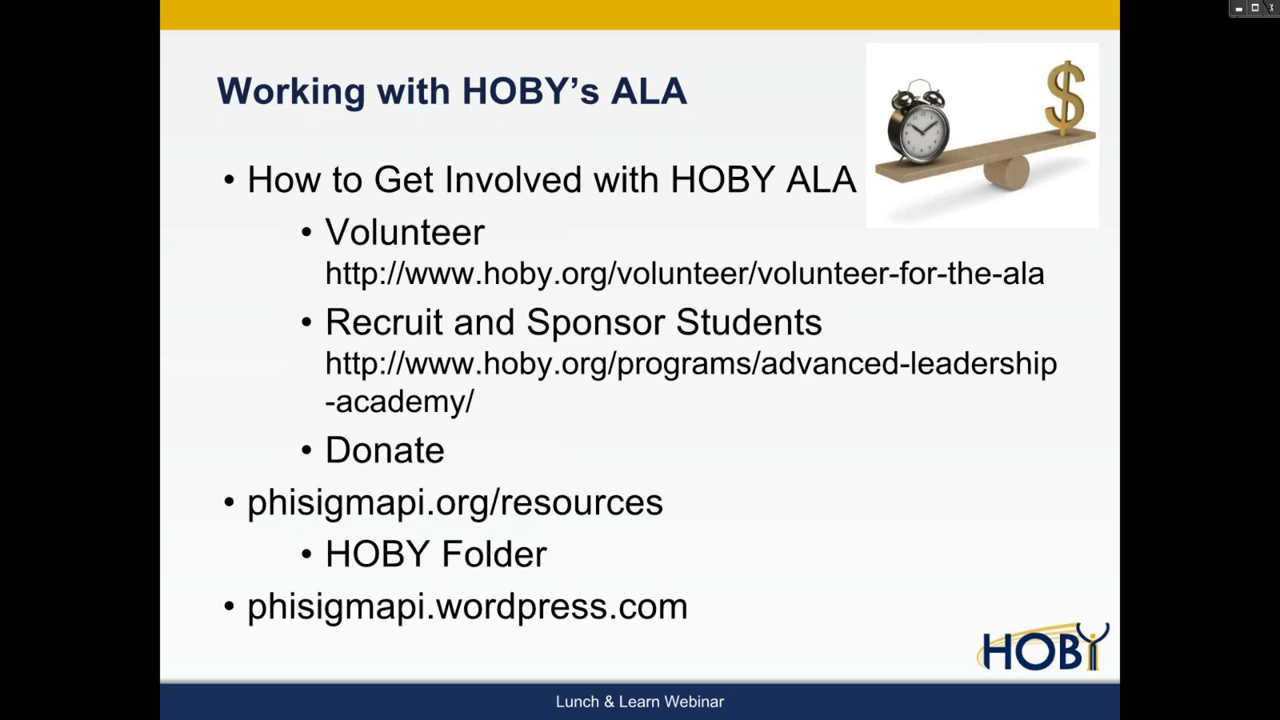 Working with HOBY’s ALA
• How to Get Involved with HOBY ALA
• Volunteer
http://www.hoby.org/volunteer/volunteer-for-the-ala
• Recruit and Sponsor Students
http://www.hoby.org/programs/advanced-leadership
-academy/
• Donate
• phisigmapi.org/resources
• HOBY Folder
• phisigmapi.wordpress.com
HOBY
Lunch & Learn Webinar